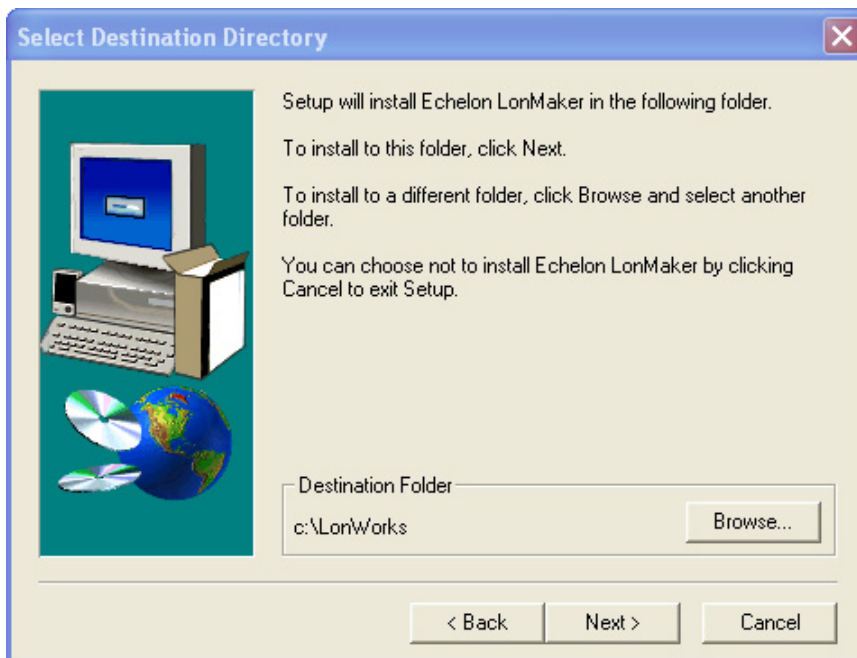 Select Destination Directory
Setup will install Echelon LonMaker in the following folder.
To install to this folder, click Next.
To install to a different folder, click Browse and select another
folder.
You can choose not to install Echelon LonMaker by clicking
Cancel to exit Setup.
Destination Folder
c:\LonWorks
Browse...
< Back
Next >
Cancel